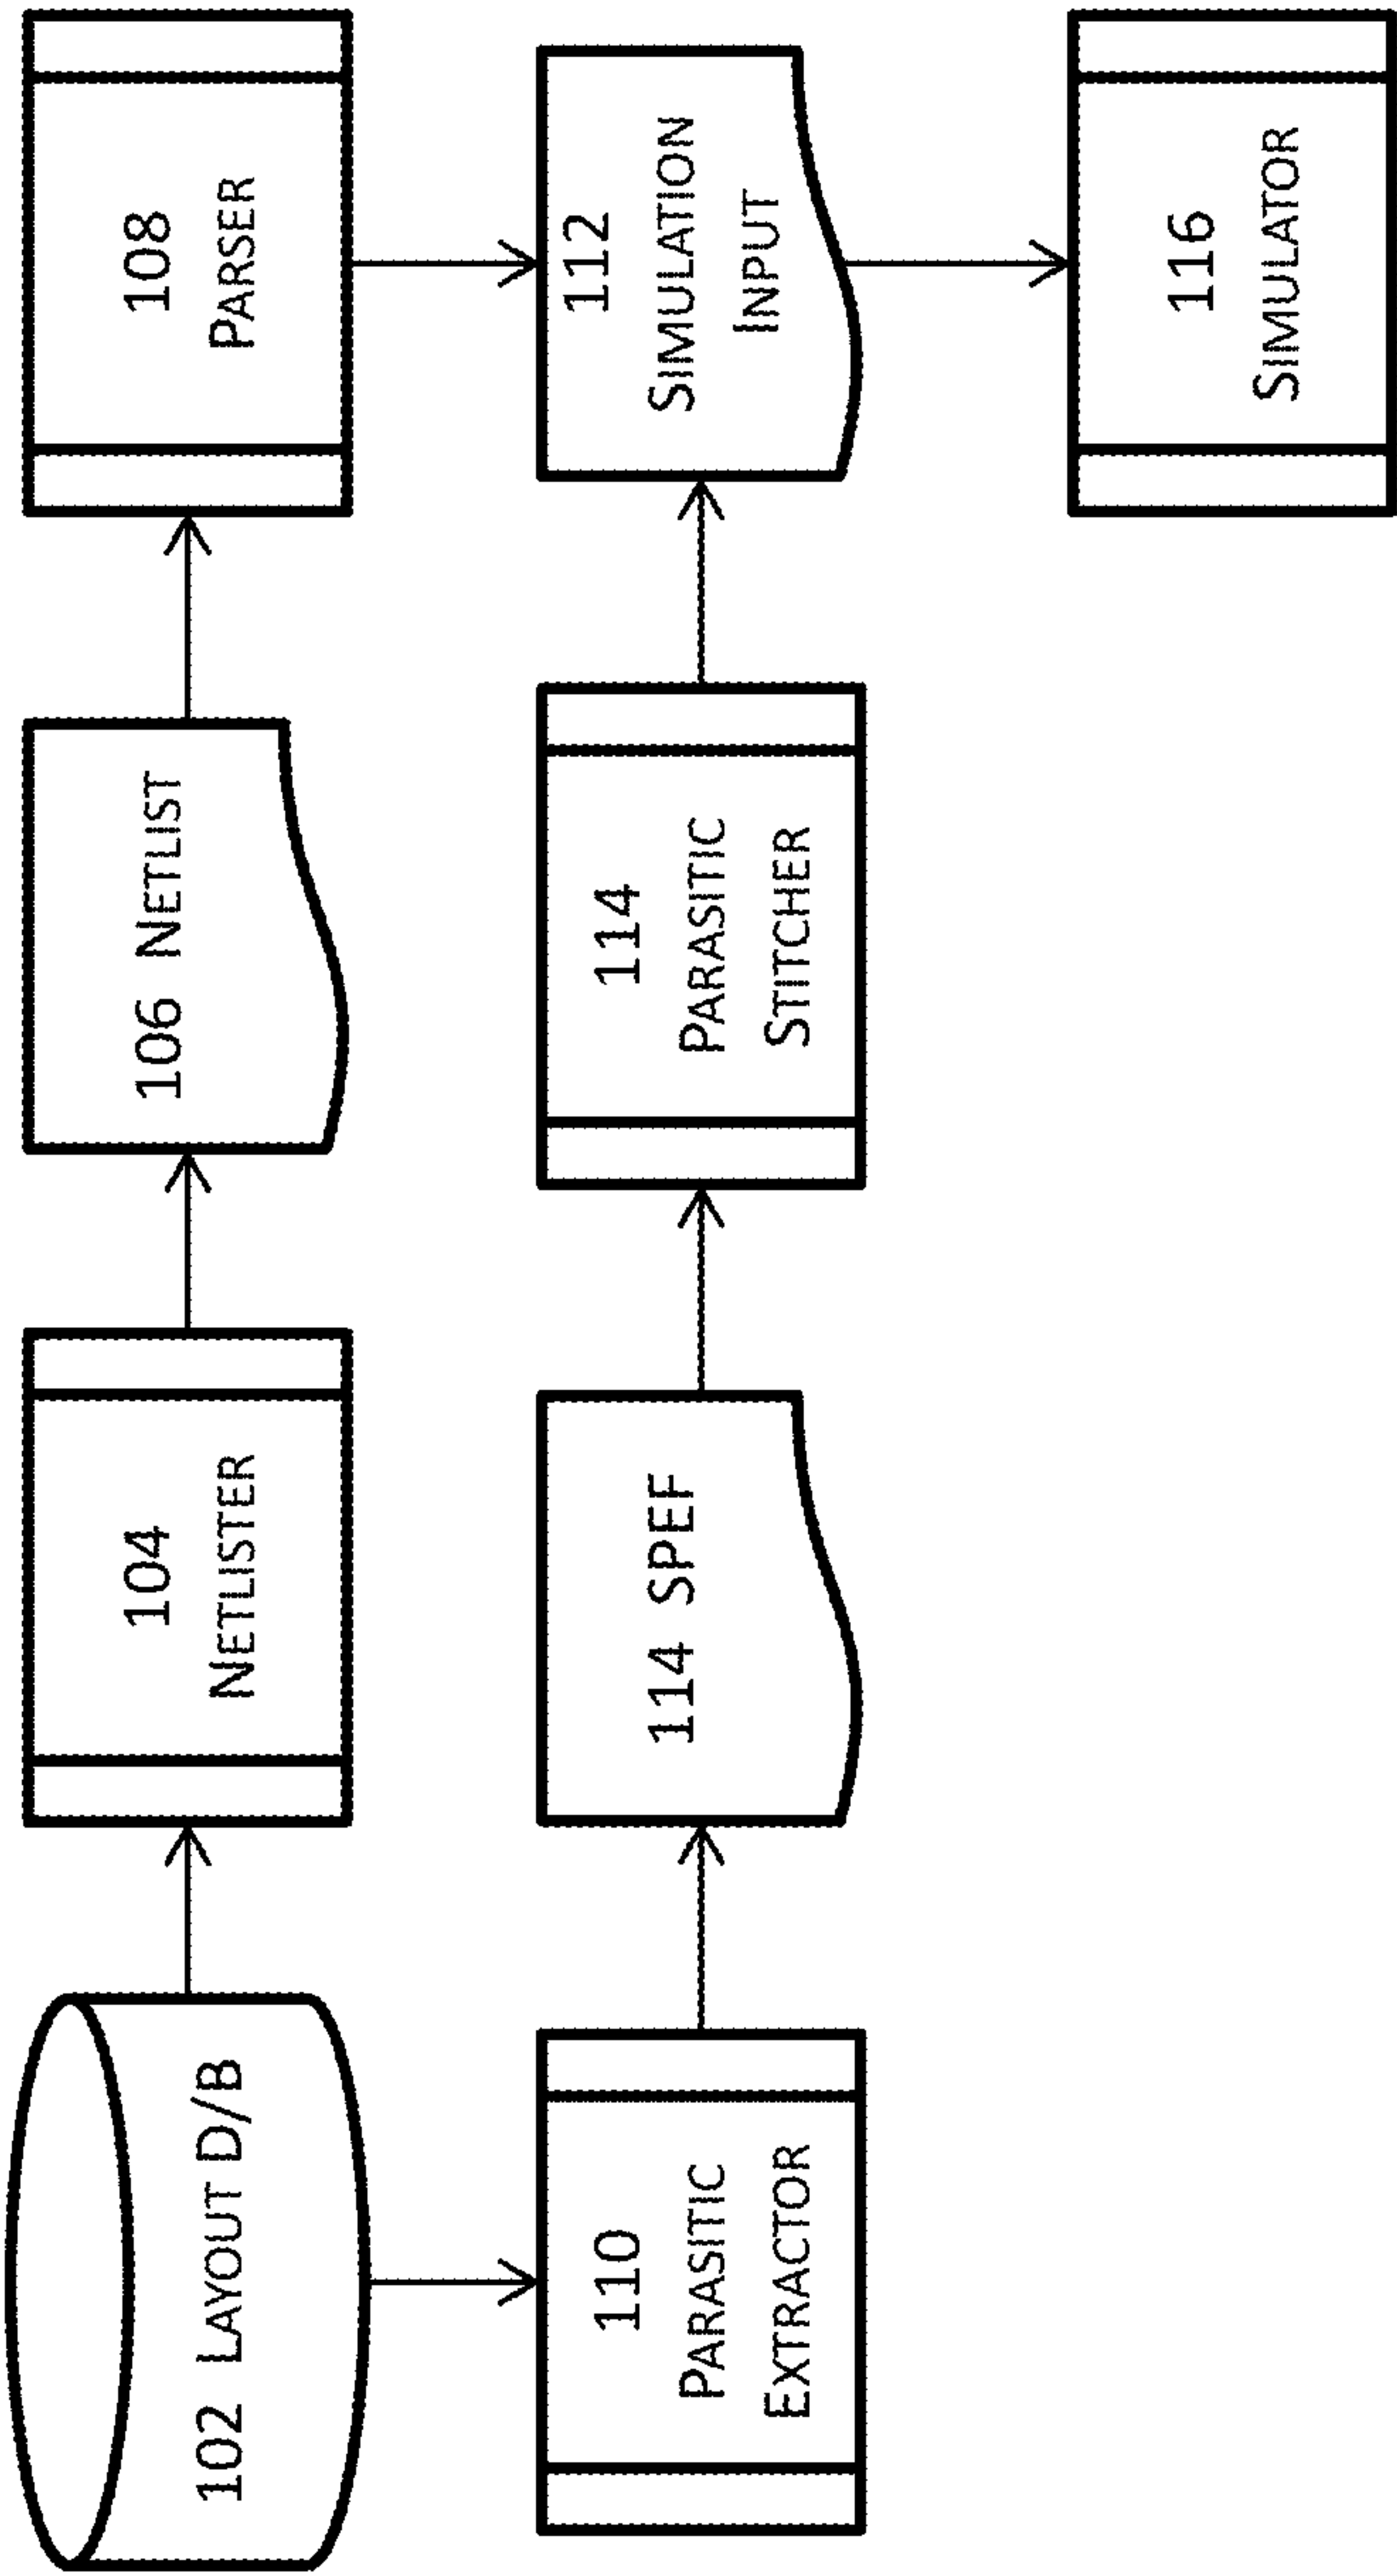 102 LAYOUT D/B
104
NETLISTER
106 NETLIST
108
PARSER
110
PARASITIC
EXTRACTOR
114 SPEF
114
PARASITIC
STITCHER
112
SIMULATION
INPUT
116
SIMULATOR